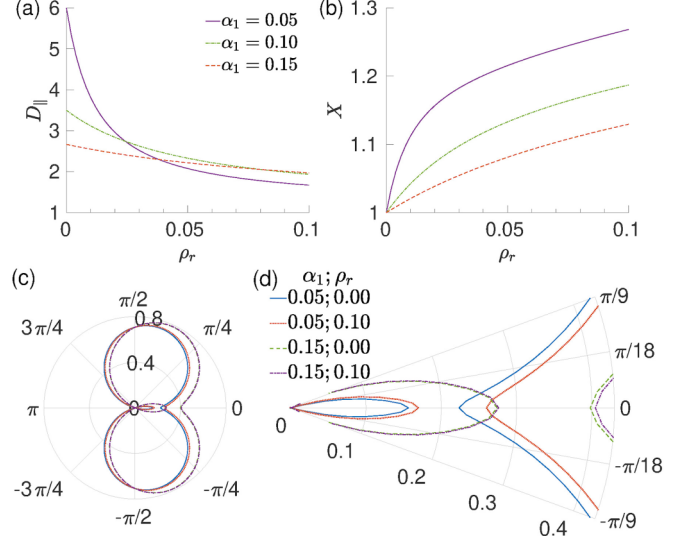 (a)
6
5
4
3
2
1
D∥
0
0.05
0.1
ρr
α1 = 0.05
α1 = 0.10
α1 = 0.15
(b)
1.3
1.2
1.1
1
X
0
0.05
0.1
ρr
(c)
π/2
3π/4
0.8
π/4
0.4
π
0
0
-3π/4
-π/4
-π/2
(d)
α1; ρr
0.05; 0.00
0.05; 0.10
0.15; 0.00
0.15; 0.10
π/9
π/18
0
-π/18
-π/9
0
0.1
0.2
0.3
0.4